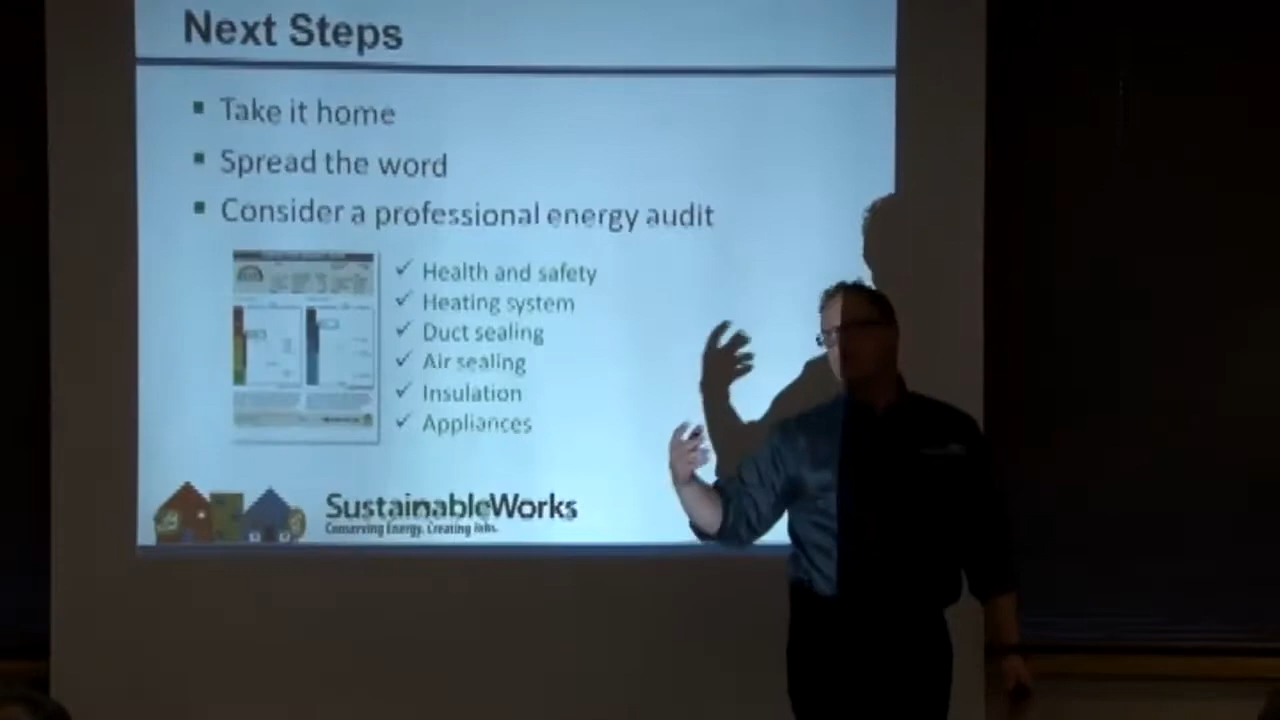 Next Steps
Take it home
Spread the word
Consider a professional energy audit
Health and safety
Heating system
Duct sealing
Air sealing
Insulation
Appliances
SustainableWorks
Conserving Energy. Creating Jobs.